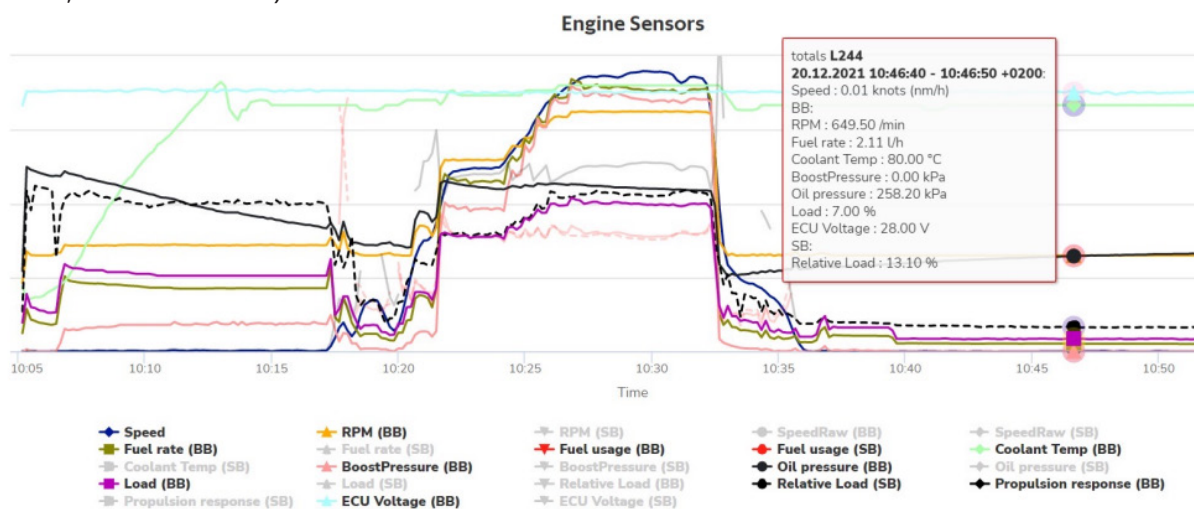 Engine Sensors
totals L244
20.12.2021 10:46:40 - 10:46:50 +0200:
Speed : 0.01 knots (nm/h)
BB:
RPM : 649.50 /min
Fuel rate : 2.11 l/h
Coolant Temp : 80.00 °C
BoostPressure : 0.00 kPa
Oil pressure : 258.20 kPa
Load : 7.00 %
ECU Voltage : 28.00 V
SB:
Relative Load : 13.10 %
10:05 10:10 10:15 10:20 10:25 10:30 10:35 10:40 10:45 10:50
Time
Speed RPM (BB) RPM (SB) SpeedRaw (BB) SpeedRaw (SB)
Fuel rate (BB) Fuel rate (SB) Fuel usage (BB) Fuel usage (SB) Coolant Temp (BB)
Coolant Temp (SB) BoostPressure (BB) BoostPressure (SB) Oil pressure (BB) Oil pressure (SB)
Load (BB) Load (SB) Relative Load (BB) Relative Load (SB) Propulsion response (BB)
Propulsion response (SB) ECU Voltage (BB) ECU Voltage (SB)